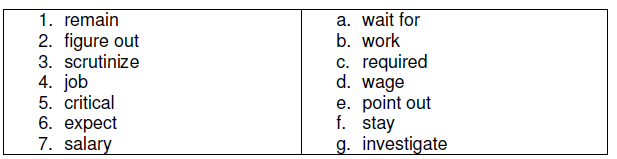 1. remain
2. figure out
3. scrutinize
4. job
5. critical
6. expect
7. salary
a. wait for
b. work
c. required
d. wage
e. point out
f. stay
g. investigate